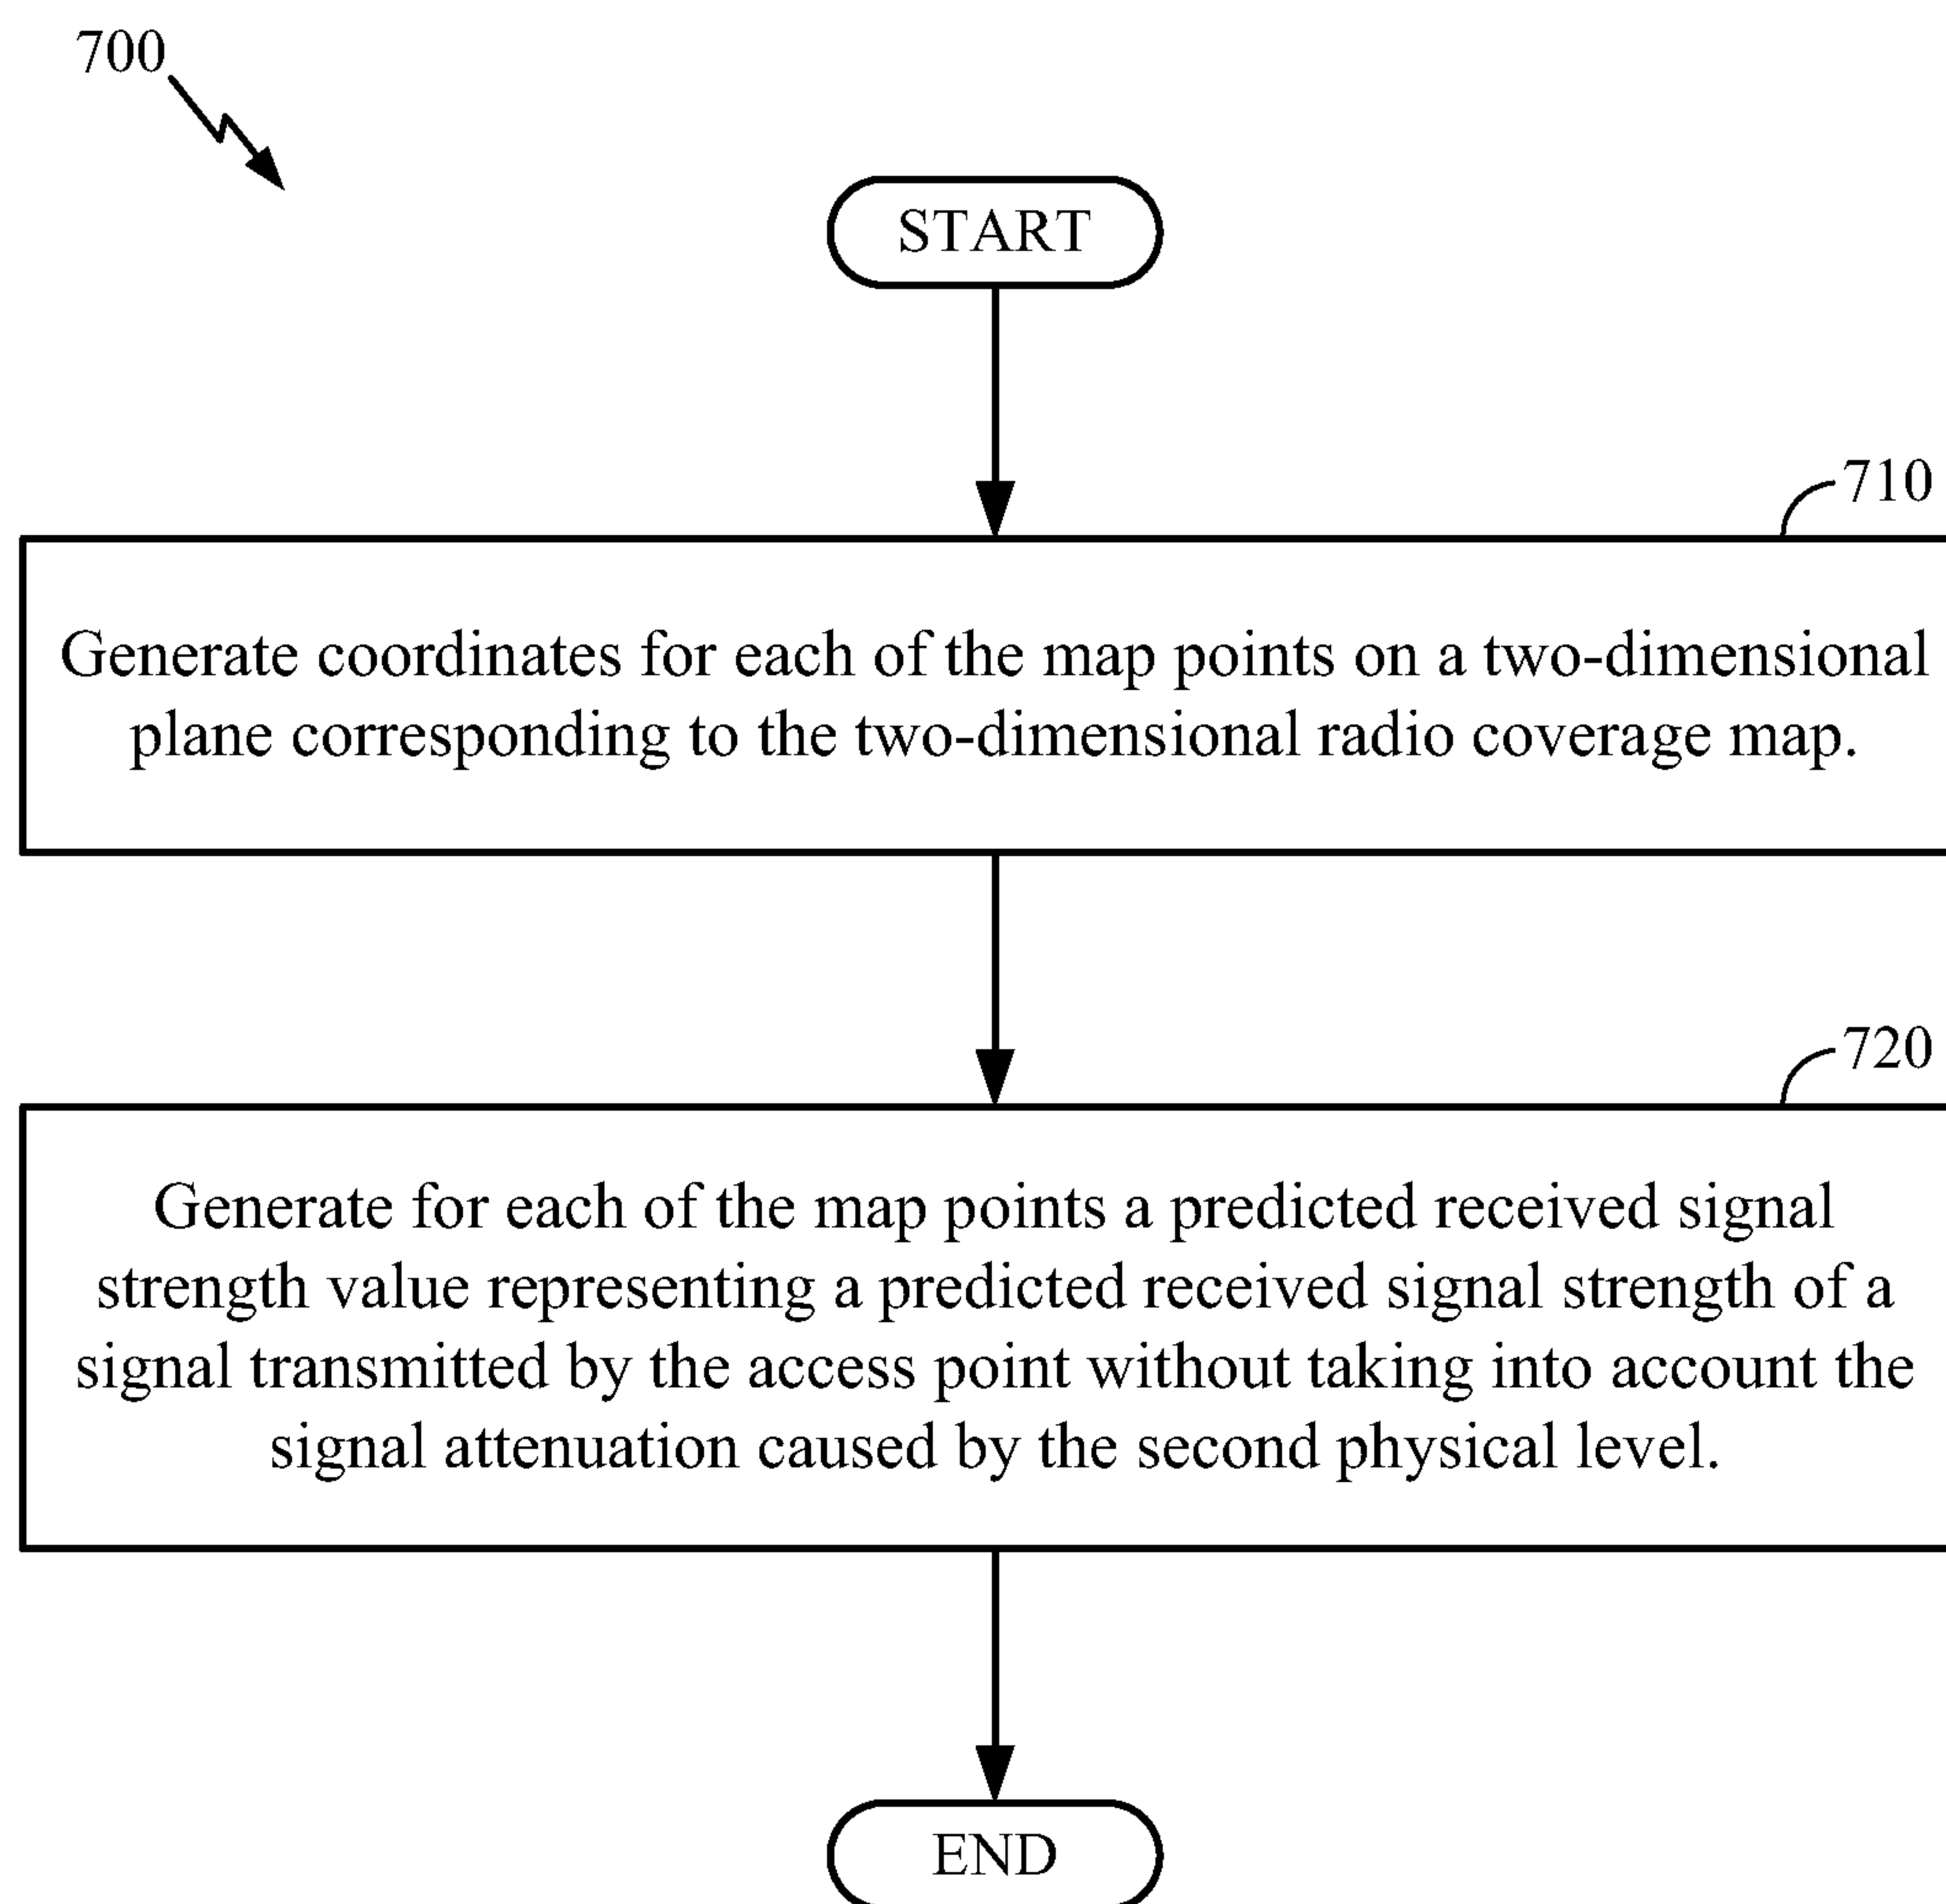 700
START
710
Generate coordinates for each of the map points on a two-dimensional
plane corresponding to the two-dimensional radio coverage map.
720
Generate for each of the map points a predicted received signal
strength value representing a predicted received signal strength of a
signal transmitted by the access point without taking into account the
signal attenuation caused by the second physical level.
END